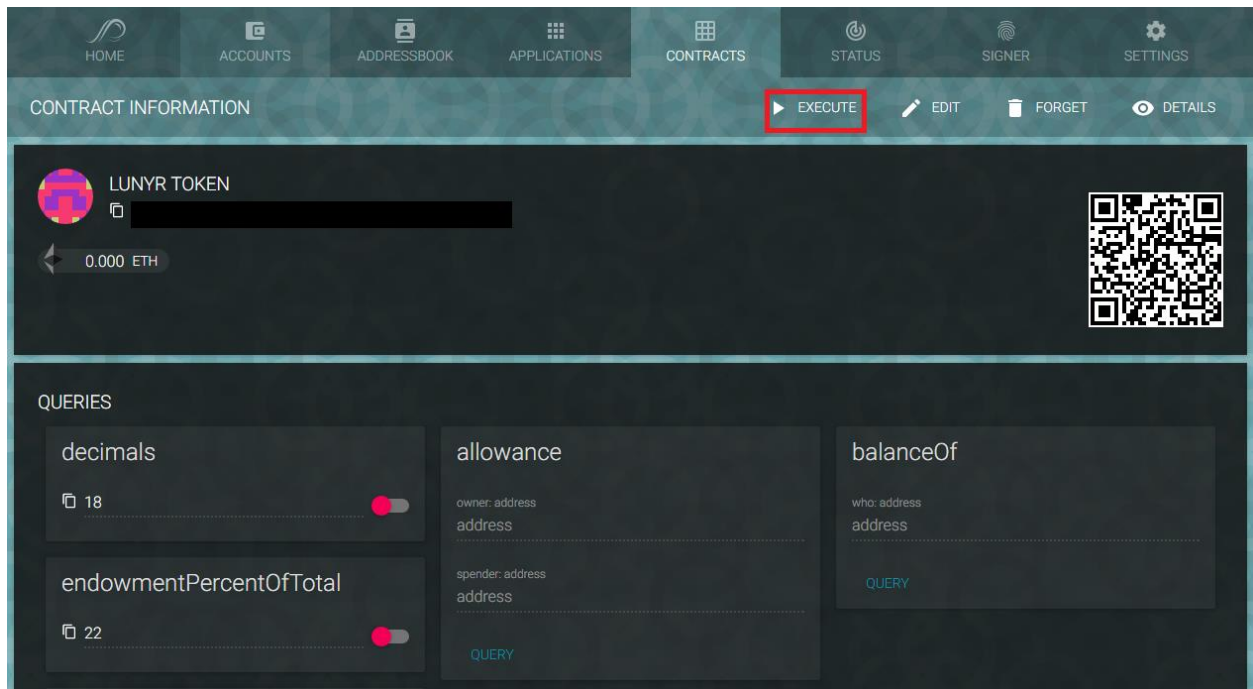 HOME
ACCOUNTS
ADDRESSBOOK
APPLICATIONS
CONTRACTS
STATUS
SIGNER
SETTINGS
CONTRACT INFORMATION
EXECUTE
EDIT
FORGET
DETAILS
LUNYR TOKEN
0.000 ETH
QUERIES
decimals
18
endowmentPercentOfTotal
22
allowance
owner: address
address
spender: address
address
QUERY
balanceOf
who: address
address
QUERY